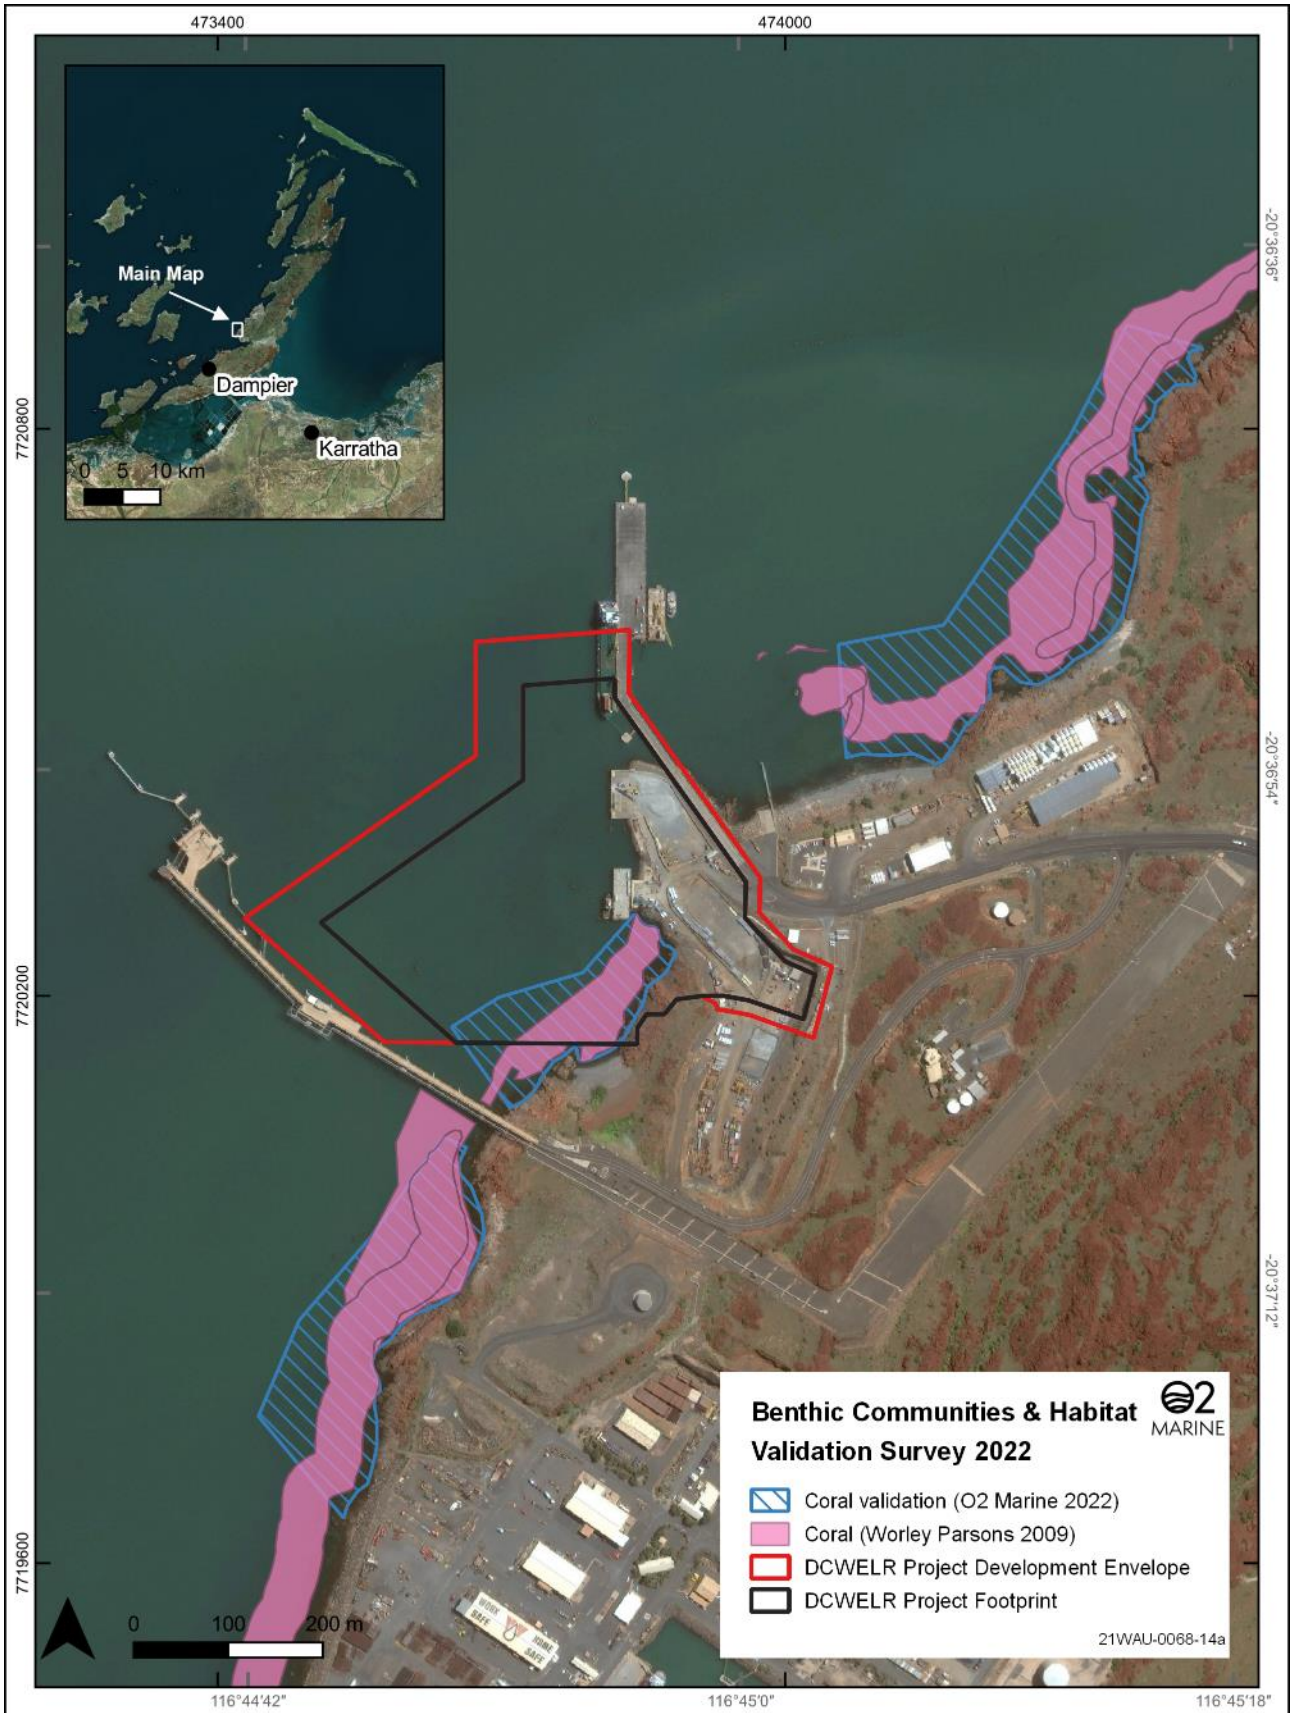 473400
474000
Main Map
Dampier
Karratha
0 5 10 km
7720800
7720200
7719600
-20°36'36"
-20°36'54"
-20°37'12"
WORK SAFE
HOME SAFE
Benthic Communities & Habitat
Validation Survey 2022
O2
MARINE
Coral validation (O2 Marine 2022)
Coral (Worley Parsons 2009)
DCWELR Project Development Envelope
DCWELR Project Footprint
21WAU-0068-14a
0 100 200 m
116°44'42"
116°45'0"
116°45'18"